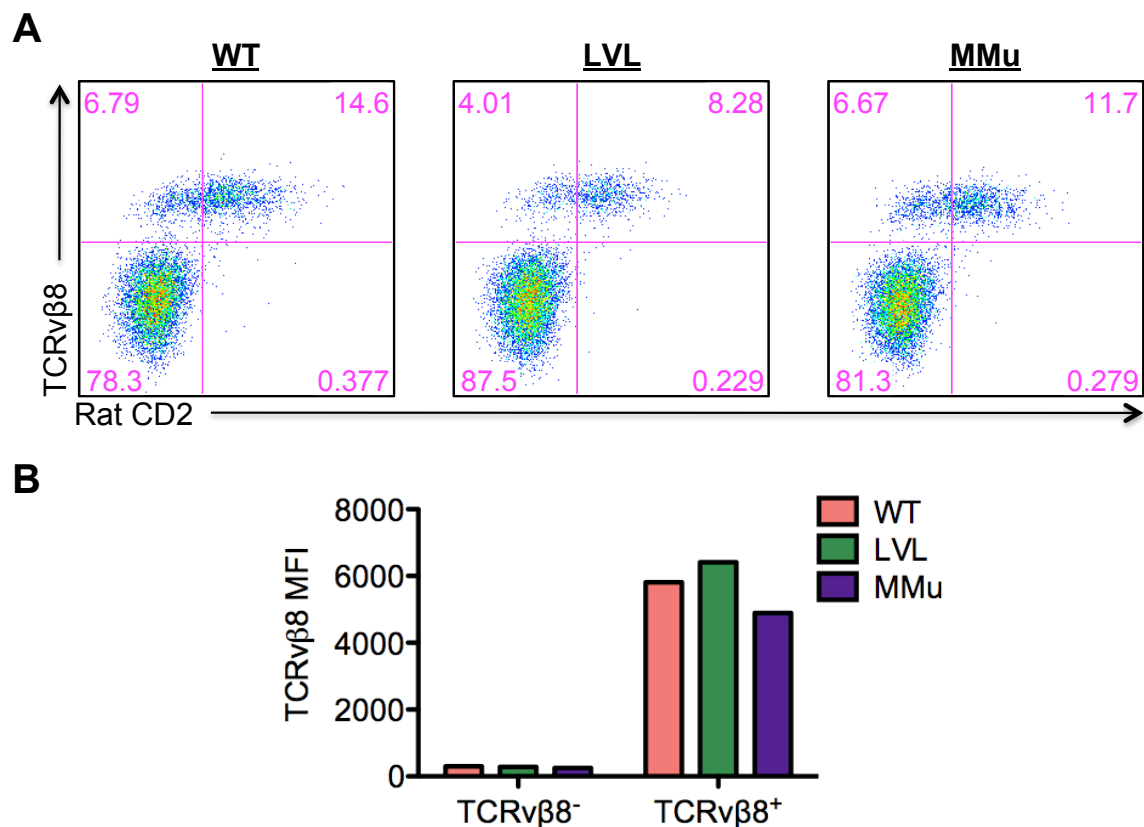 A
WT LVL MMu
6.79 14.6 4.01 8.28 6.67 11.7
TCRvβ8
78.3 0.377 87.5 0.229 81.3 0.279
Rat CD2
B
8000
6000
4000
2000
0
TCRvβ8 MFI
WT
LVL
MMu
TCRvβ8⁻ TCRvβ8⁺